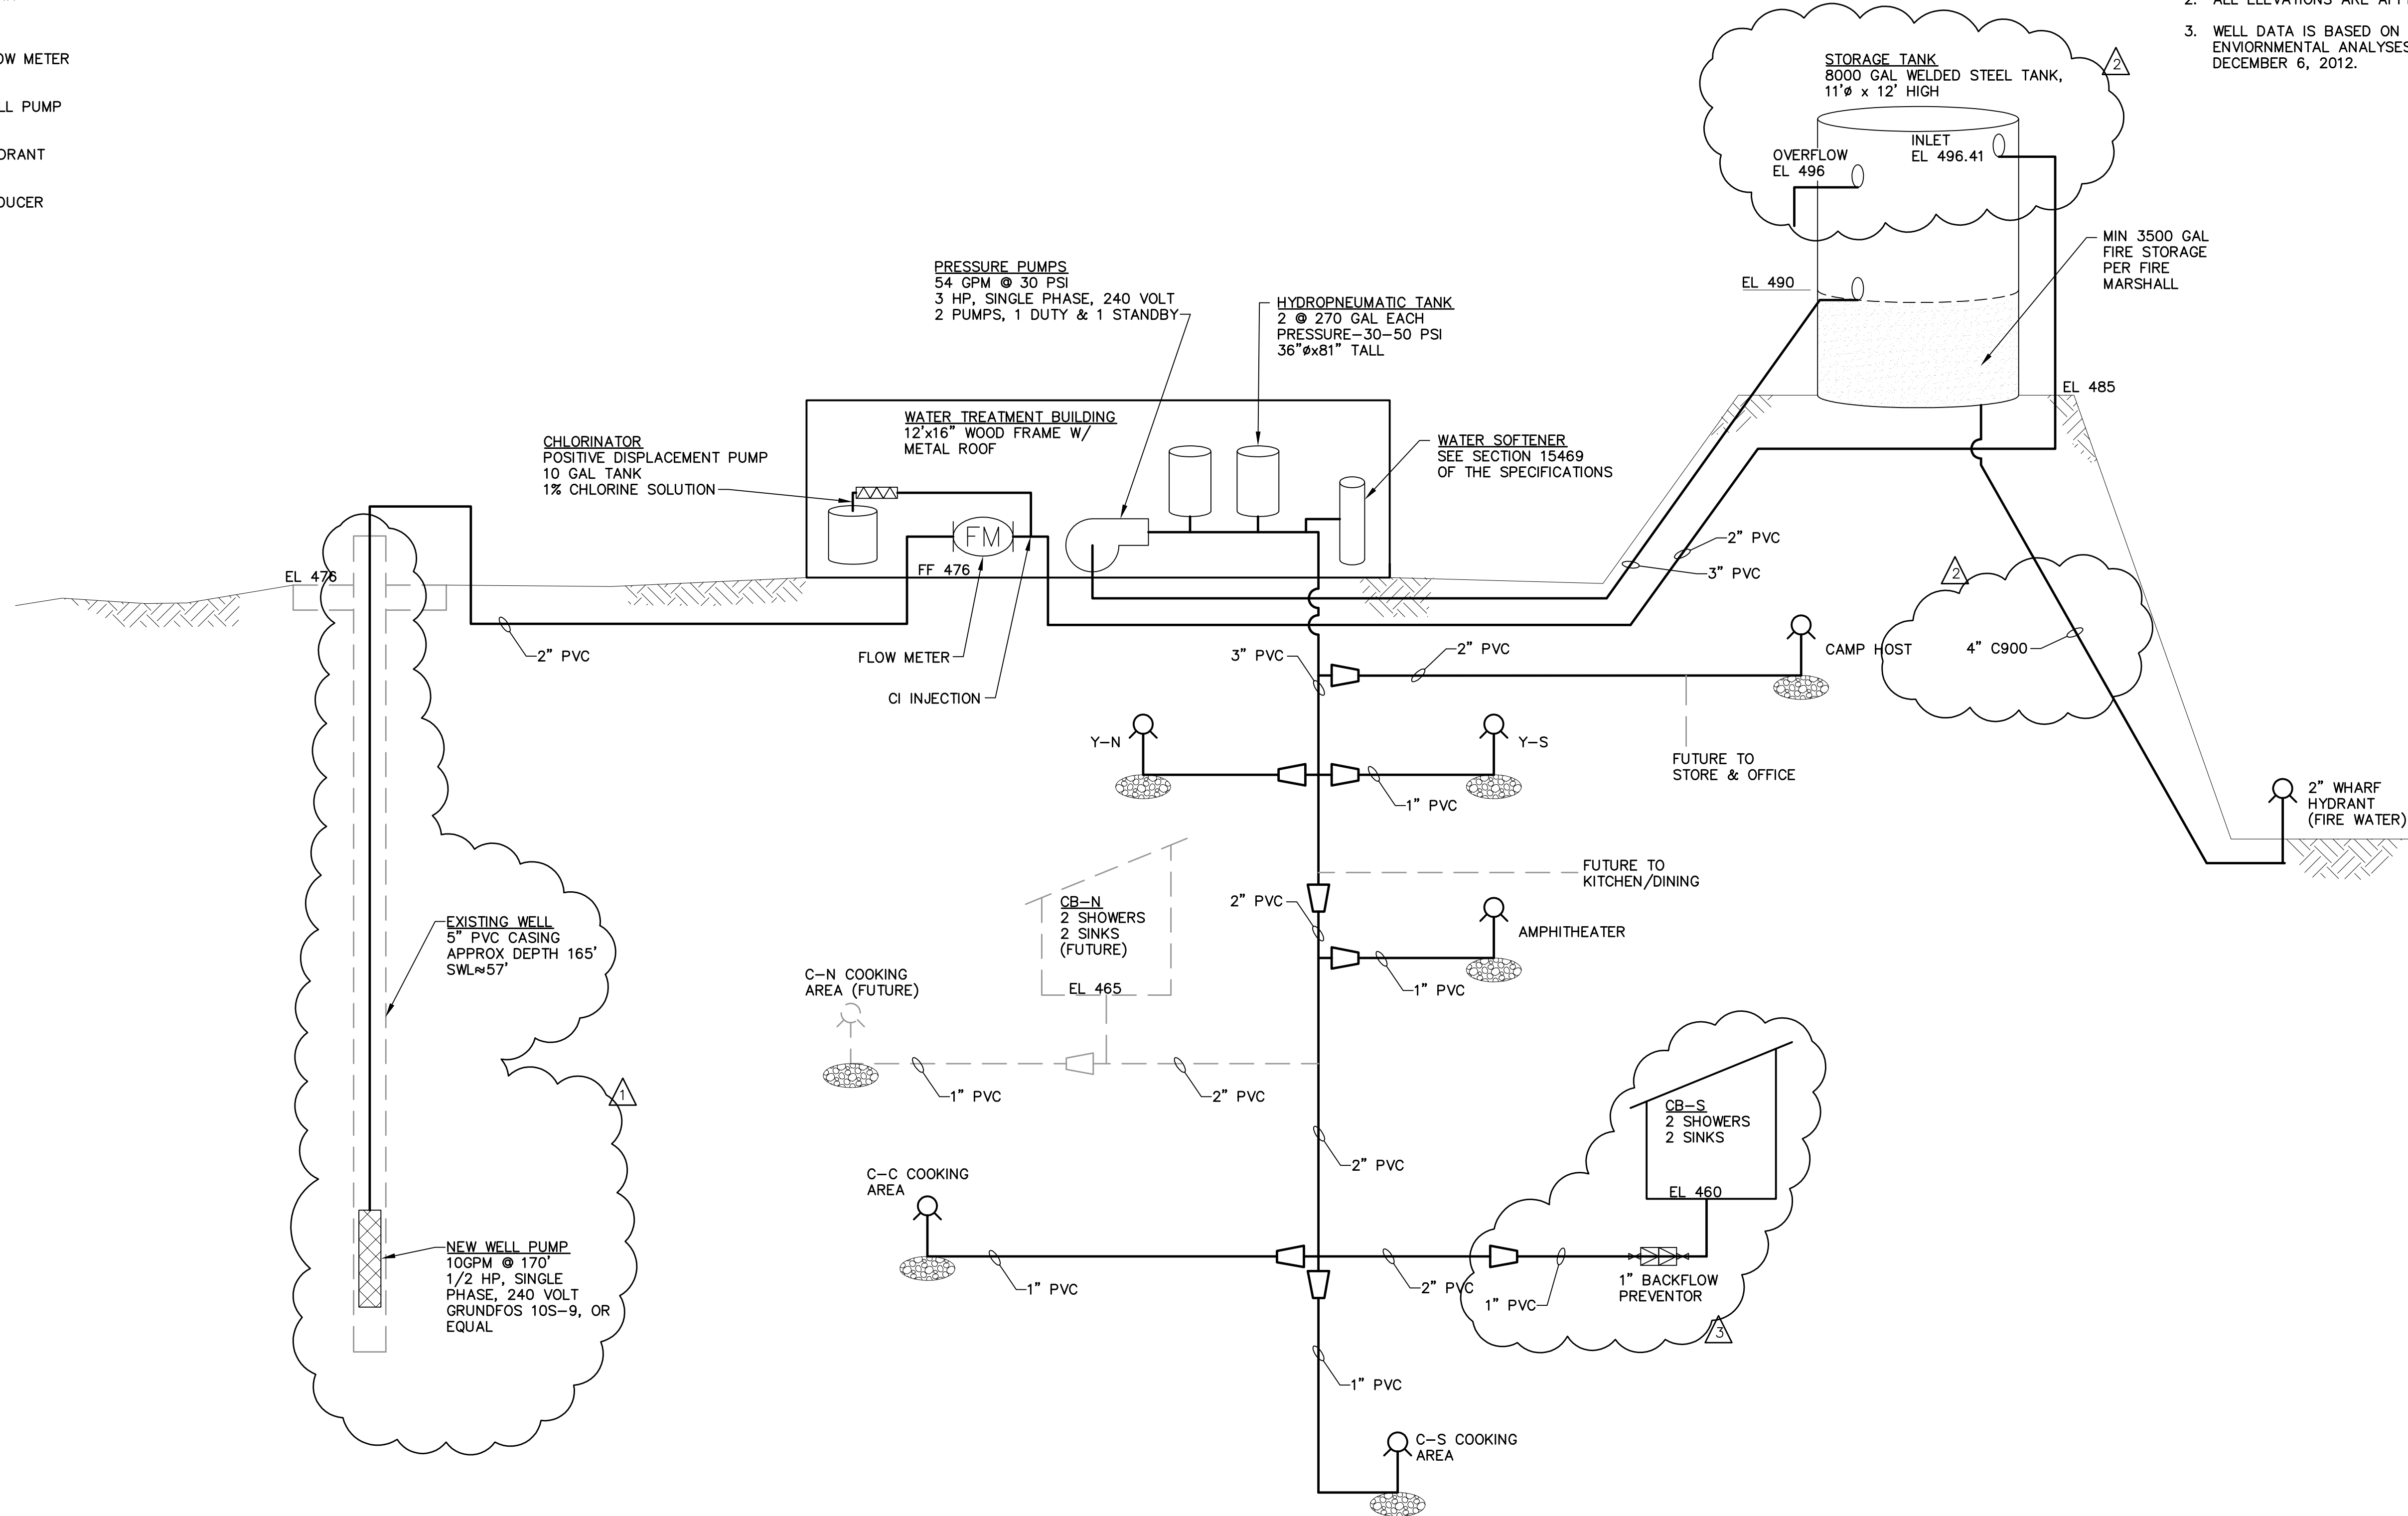 OW METER
LL PUMP
DRANT
DUCER
3. WELL DATA IS BASED ON
ENVIORNMENTAL ANALYSES
DECEMBER 6, 2012.
STORAGE TANK
8000 GAL WELDED STEEL TANK,
11'ø x 12' HIGH
2
OVERFLOW
EL 496
INLET
EL 496.41
EL 490
MIN 3500 GAL
FIRE STORAGE
PER FIRE
MARSHALL
EL 485
PRESSURE PUMPS
54 GPM @ 30 PSI
3 HP, SINGLE PHASE, 240 VOLT
2 PUMPS, 1 DUTY & 1 STANDBY
HYDROPNEUMATIC TANK
2 @ 270 GAL EACH
PRESSURE-30-50 PSI
36"øx81" TALL
WATER TREATMENT BUILDING
12'x16" WOOD FRAME W/
METAL ROOF
CHLORINATOR
POSITIVE DISPLACEMENT PUMP
10 GAL TANK
1% CHLORINE SOLUTION
WATER SOFTENER
SEE SECTION 15469
OF THE SPECIFICATIONS
FM
FF 476
EL 476
2" PVC
FLOW METER
Cl INJECTION
2" PVC
3" PVC
2
4" C900
3" PVC
2" PVC
CAMP HOST
Y-N
Y-S
1" PVC
FUTURE TO
STORE & OFFICE
2" WHARF
HYDRANT
(FIRE WATER)
FUTURE TO
KITCHEN/DINING
2" PVC
AMPHITHEATER
1" PVC
CB-N
2 SHOWERS
2 SINKS
(FUTURE)
EL 465
C-N COOKING
AREA (FUTURE)
1" PVC
2" PVC
EXISTING WELL
5" PVC CASING
APPROX DEPTH 165'
SWL≈57'
1
NEW WELL PUMP
10GPM @ 170'
1/2 HP, SINGLE
PHASE, 240 VOLT
GRUNDFOS 10S-9, OR
EQUAL
2" PVC
CB-S
2 SHOWERS
2 SINKS
EL 460
C-C COOKING
AREA
1" PVC
2" PVC
1" PVC
1" BACKFLOW
PREVENTOR
3
1" PVC
C-S COOKING
AREA